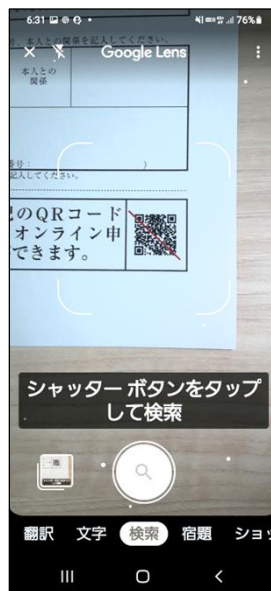 6:31
76%
、本人との関係を記入してください。
Google Lens
本人との
関係
番号：　　　　　）
記入してください。
記のQRコード
オンライン申
できます。
シャッター ボタンをタップ
して検索
翻訳 文字 検索 宿題 ショッ